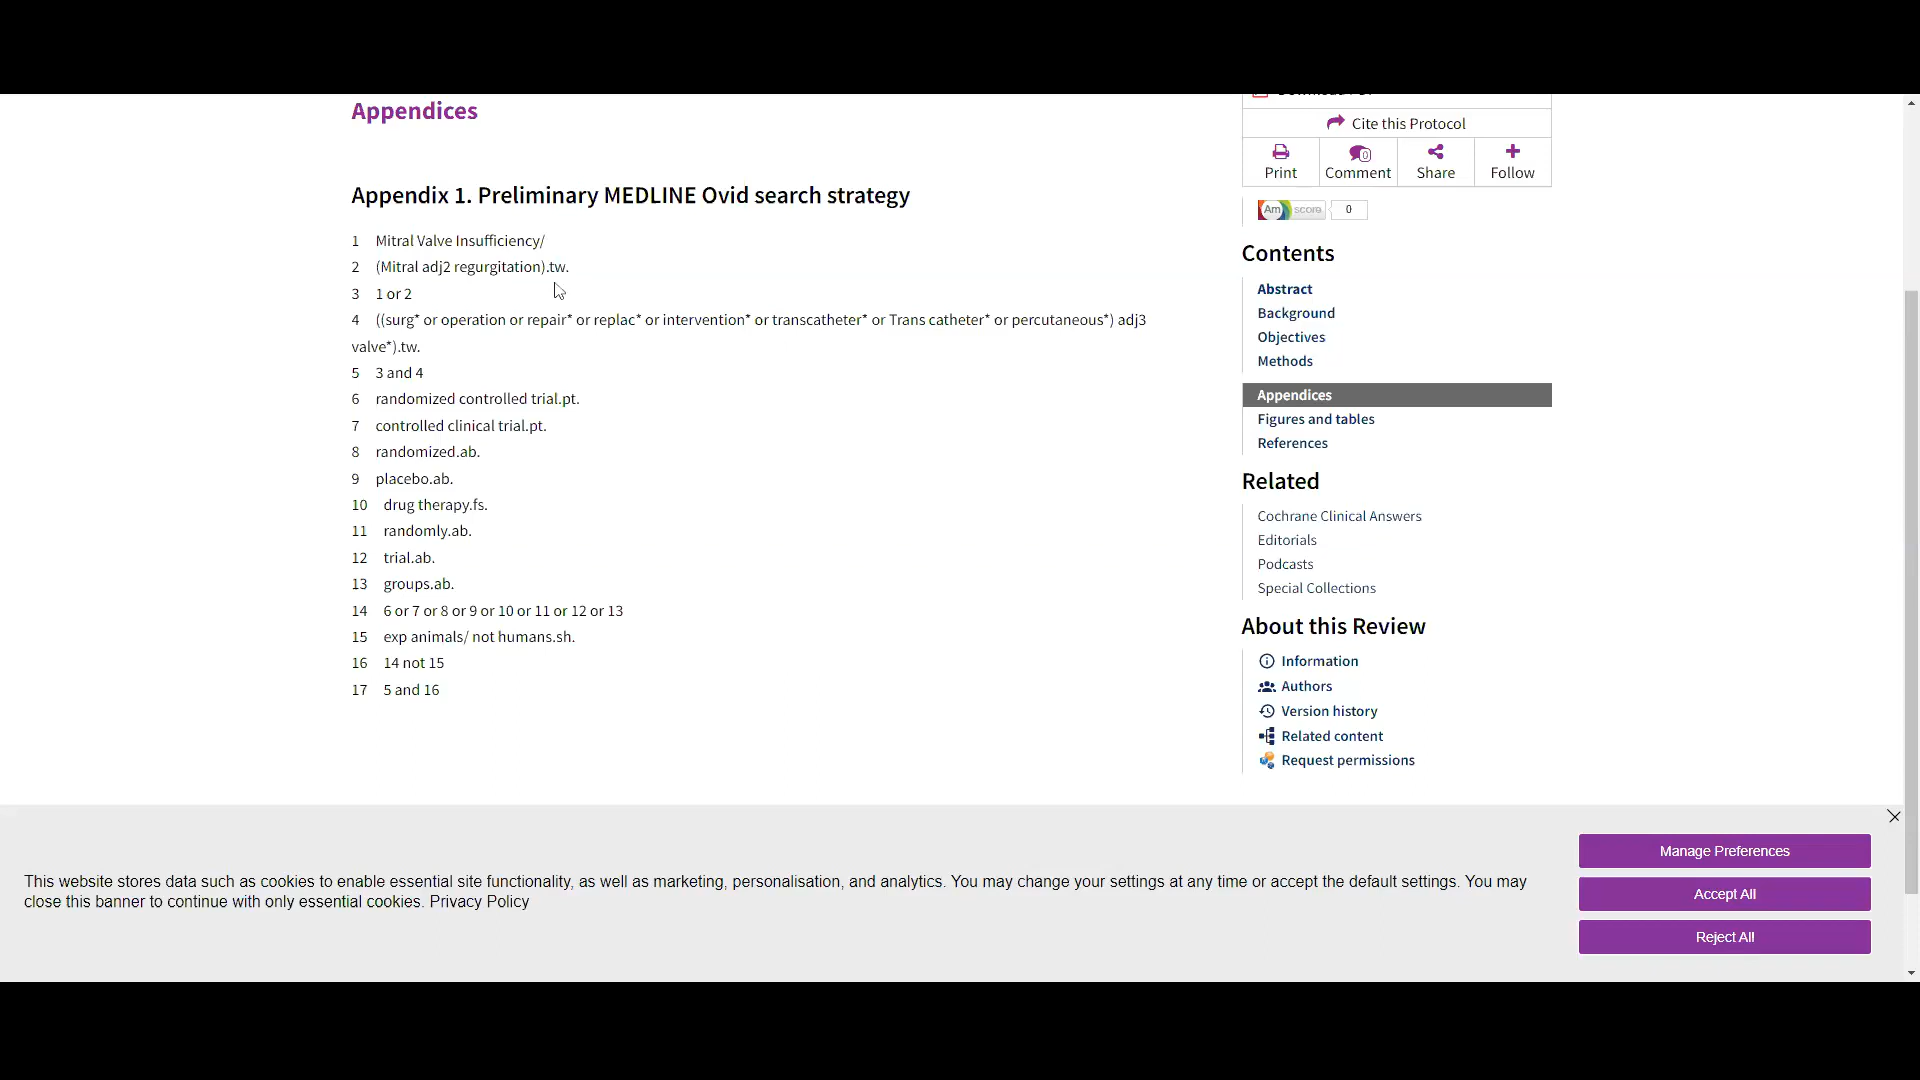 Appendices
Appendix 1. Preliminary MEDLINE Ovid search strategy
1 Mitral Valve Insufficiency/
2 (Mitral adj2 regurgitation).tw.
3 1 or 2
4 ((surg* or operation or repair* or replac* or intervention* or transcatheter* or Trans catheter* or percutaneous*) adj3
valve*).tw.
5 3 and 4
6 randomized controlled trial.pt.
7 controlled clinical trial.pt.
8 randomized.ab.
9 placebo.ab.
10 drug therapy.fs.
11 randomly.ab.
12 trial.ab.
13 groups.ab.
14 6 or 7 or 8 or 9 or 10 or 11 or 12 or 13
15 exp animals/ not humans.sh.
16 14 not 15
17 5 and 16
Cite this Protocol
Print
0
Comment
Share
Follow
Am score 0
Contents
Abstract
Background
Objectives
Methods
Appendices
Figures and tables
References
Related
Cochrane Clinical Answers
Editorials
Podcasts
Special Collections
About this Review
Information
Authors
Version history
Related content
Request permissions
This website stores data such as cookies to enable essential site functionality, as well as marketing, personalisation, and analytics. You may change your settings at any time or accept the default settings. You may
close this banner to continue with only essential cookies. Privacy Policy
Manage Preferences
Accept All
Reject All